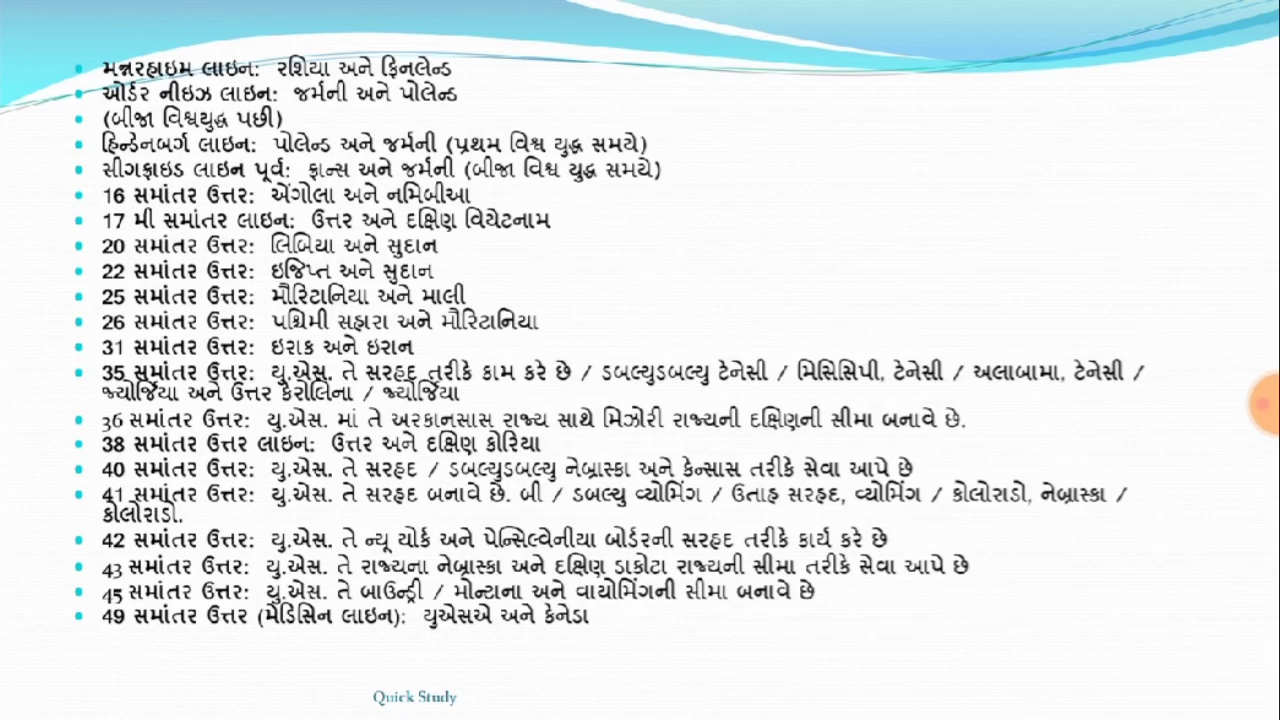 મન્નરહાઇમ લાઇન: રશિયા અને ફિનલેન્ડ
ઓર્ડર નીઇઝ લાઇન: જર્મની અને પોલેન્ડ
(બીજા વિશ્વયુદ્ધ પછી)
હિન્ડેનબર્ગ લાઇન: પોલેન્ડ અને જર્મની (પ્રથમ વિશ્વ યુદ્ધ સમયે)
સીગફ્રાઇડ લાઇન પૂર્વ: ફ્રાન્સ અને જર્મની (બીજા વિશ્વ યુદ્ધ સમયે)
16 સમાંતર ઉત્તર: એંગોલા અને નમિબીઆ
17 મી સમાંતર લાઇન: ઉત્તર અને દક્ષિણ વિયેટનામ
20 સમાંતર ઉત્તર: લિબિયા અને સુદાન
22 સમાંતર ઉત્તર: ઇજિપ્ત અને સુદાન
25 સમાંતર ઉત્તર: મૌરિટાનિયા અને માલી
26 સમાંતર ઉત્તર: પશ્ચિમી સહારા અને મૌરિટાનિયા
31 સમાંતર ઉત્તર: ઇરાક અને ઇરાન
35 સમાંતર ઉત્તર: યુ.એસ. તે સરહદ તરીકે કામ કરે છે / ડબલ્યુડબલ્યુ ટેનેસી / મિસિસિપી, ટેનેસી / અલાબામા, ટેનેસી /
જ્યોર્જિયા અને ઉત્તર કેરોલિના / જ્યોર્જિયા
36 સમાંતર ઉત્તર: યુ.એસ. માં તે અરકાનસાસ રાજ્ય સાથે મિઝોરી રાજ્યની દક્ષિણની સીમા બનાવે છે.
38 સમાંતર ઉત્તર લાઇન: ઉત્તર અને દક્ષિણ કોરિયા
40 સમાંતર ઉત્તર: યુ.એસ. તે સરહદ / ડબલ્યુડબલ્યુ નેબ્રાસ્કા અને કેન્સાસ તરીકે સેવા આપે છે
41 સમાંતર ઉત્તર: યુ.એસ. તે સરહદ બનાવે છે. બી / ડબલ્યુ વ્યોમિંગ / ઉતાહ સરહદ, વ્યોમિંગ / કોલોરાડો, નેબ્રાસ્કા /
કોલોરાડો.
42 સમાંતર ઉત્તર: યુ.એસ. તે ન્યૂ યોર્ક અને પેન્સિલ્વેનીયા બોર્ડરની સરહદ તરીકે કાર્ય કરે છે
43 સમાંતર ઉત્તર: યુ.એસ. તે રાજ્યના નેબ્રાસ્કા અને દક્ષિણ ડાકોટા રાજ્યની સીમા તરીકે સેવા આપે છે
45 સમાંતર ઉત્તર: યુ.એસ. તે બાઉન્ડ્રી / મોન્ટાના અને વાયોમિંગની સીમા બનાવે છે
49 સમાંતર ઉત્તર (મેડિસિન લાઇન): યુએસએ અને કેનેડા
Quick Study